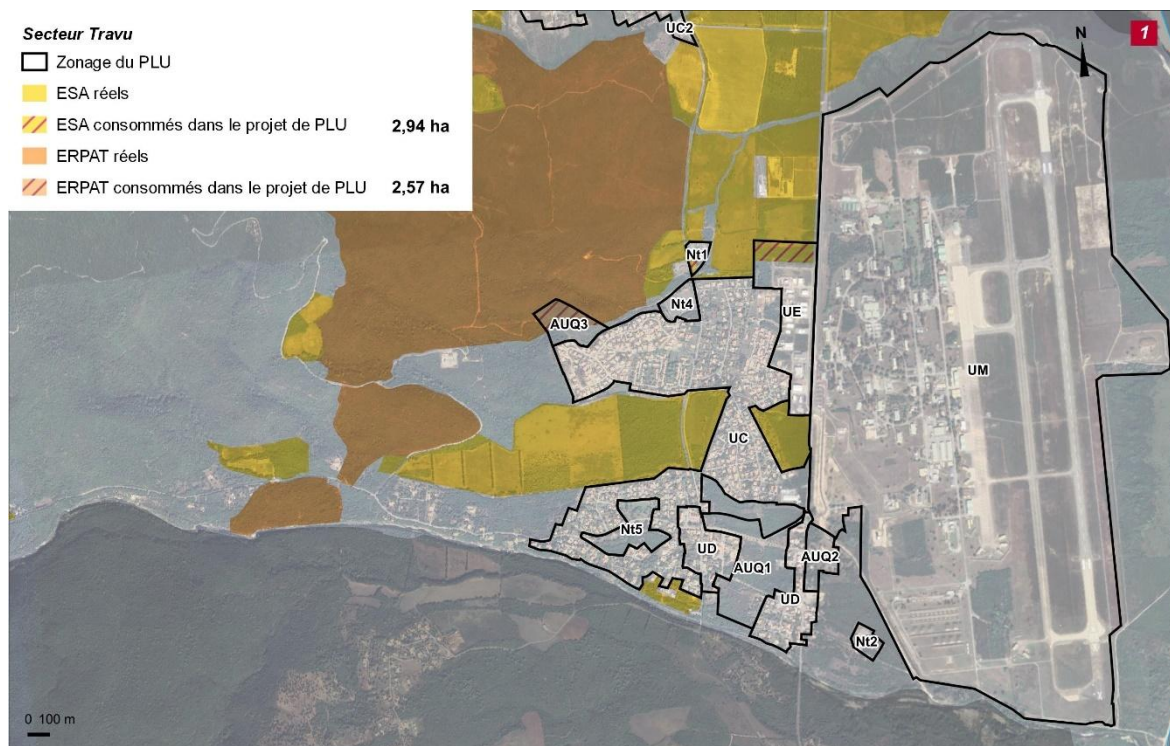 Secteur Travu
Zonage du PLU
ESA réels
ESA consommés dans le projet de PLU 2,94 ha
ERPAT réels
ERPAT consommés dans le projet de PLU 2,57 ha
UC2
N
1
Nt1
Nt4
AUQ3
UE
UM
UC
Nt5
UD
AUQ1
AUQ2
UD
Nt2
0 100 m